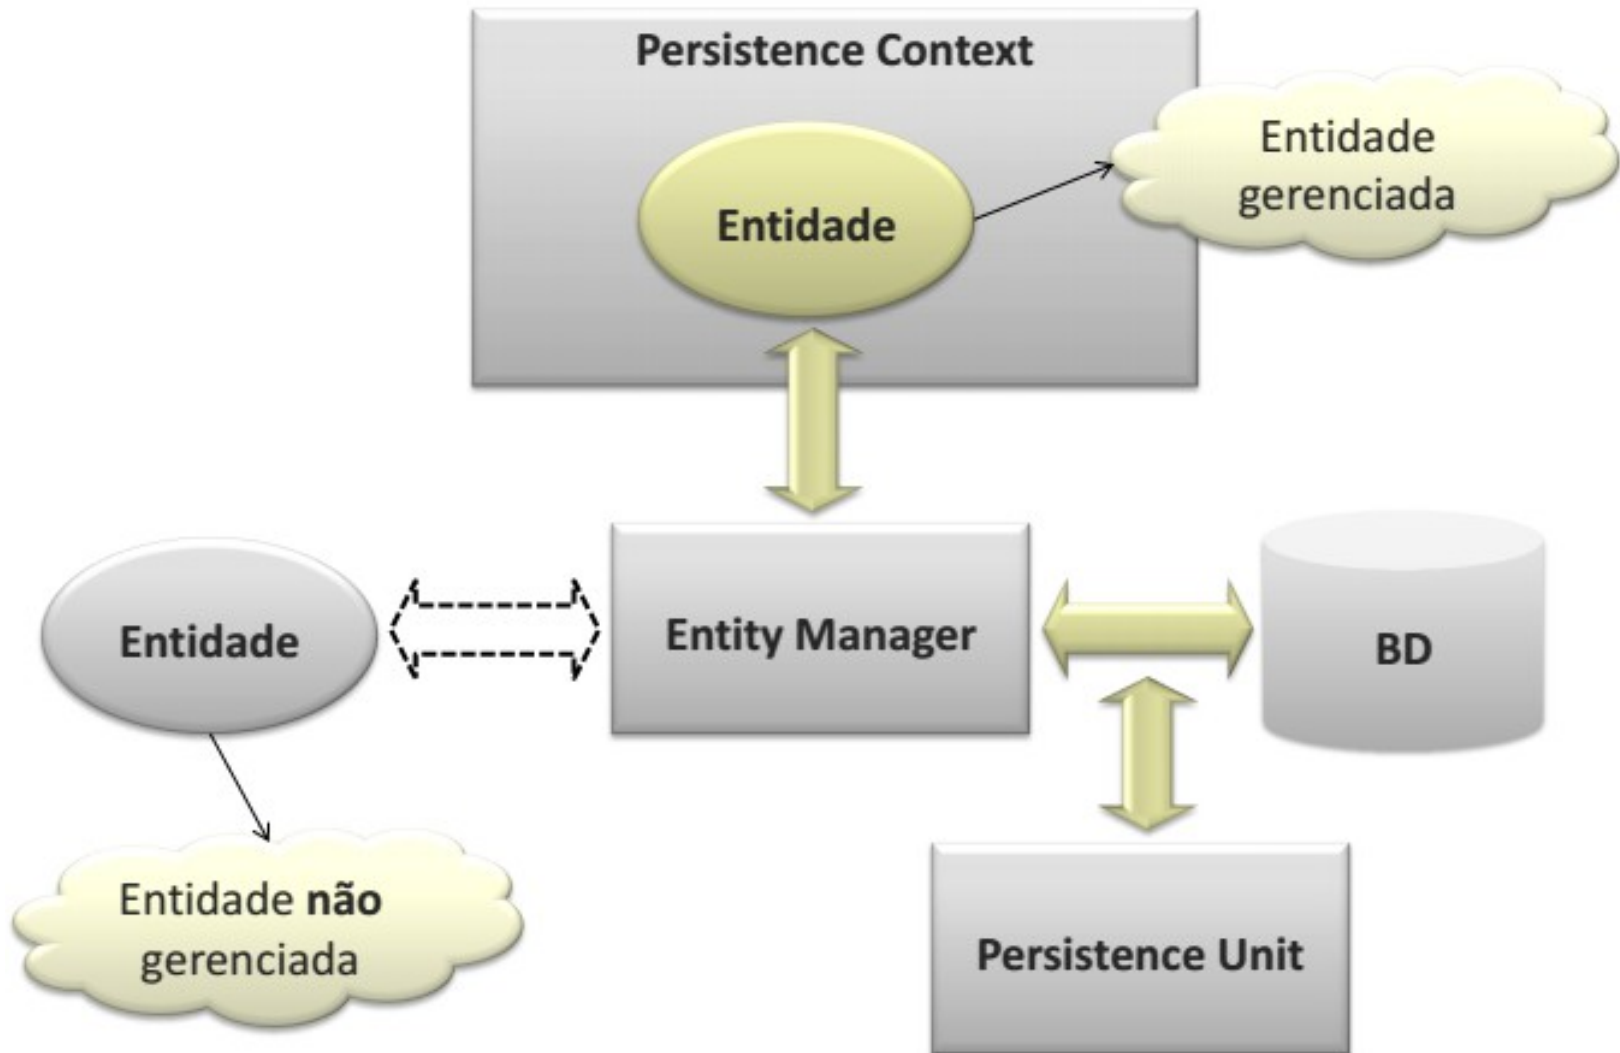 Persistence Context
Entidade
gerenciada
Entidade
Entity Manager
BD
Entidade
Entidade não
gerenciada
Persistence Unit